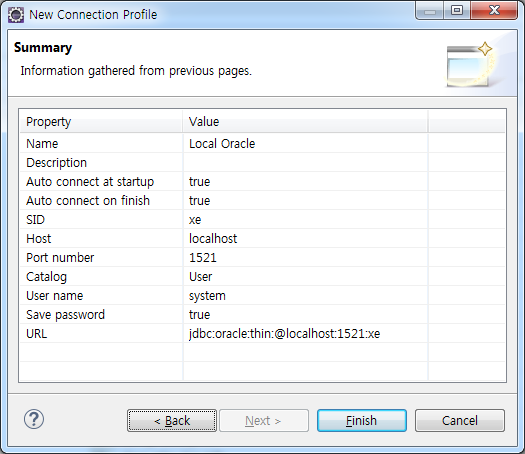 New Connection Profile
Summary
Information gathered from previous pages.
Property Value
Name Local Oracle
Description
Auto connect at startup true
Auto connect on finish true
SID xe
Host localhost
Port number 1521
Catalog User
User name system
Save password true
URL jdbc:oracle:thin:@localhost:1521:xe
? < Back Next > Finish Cancel